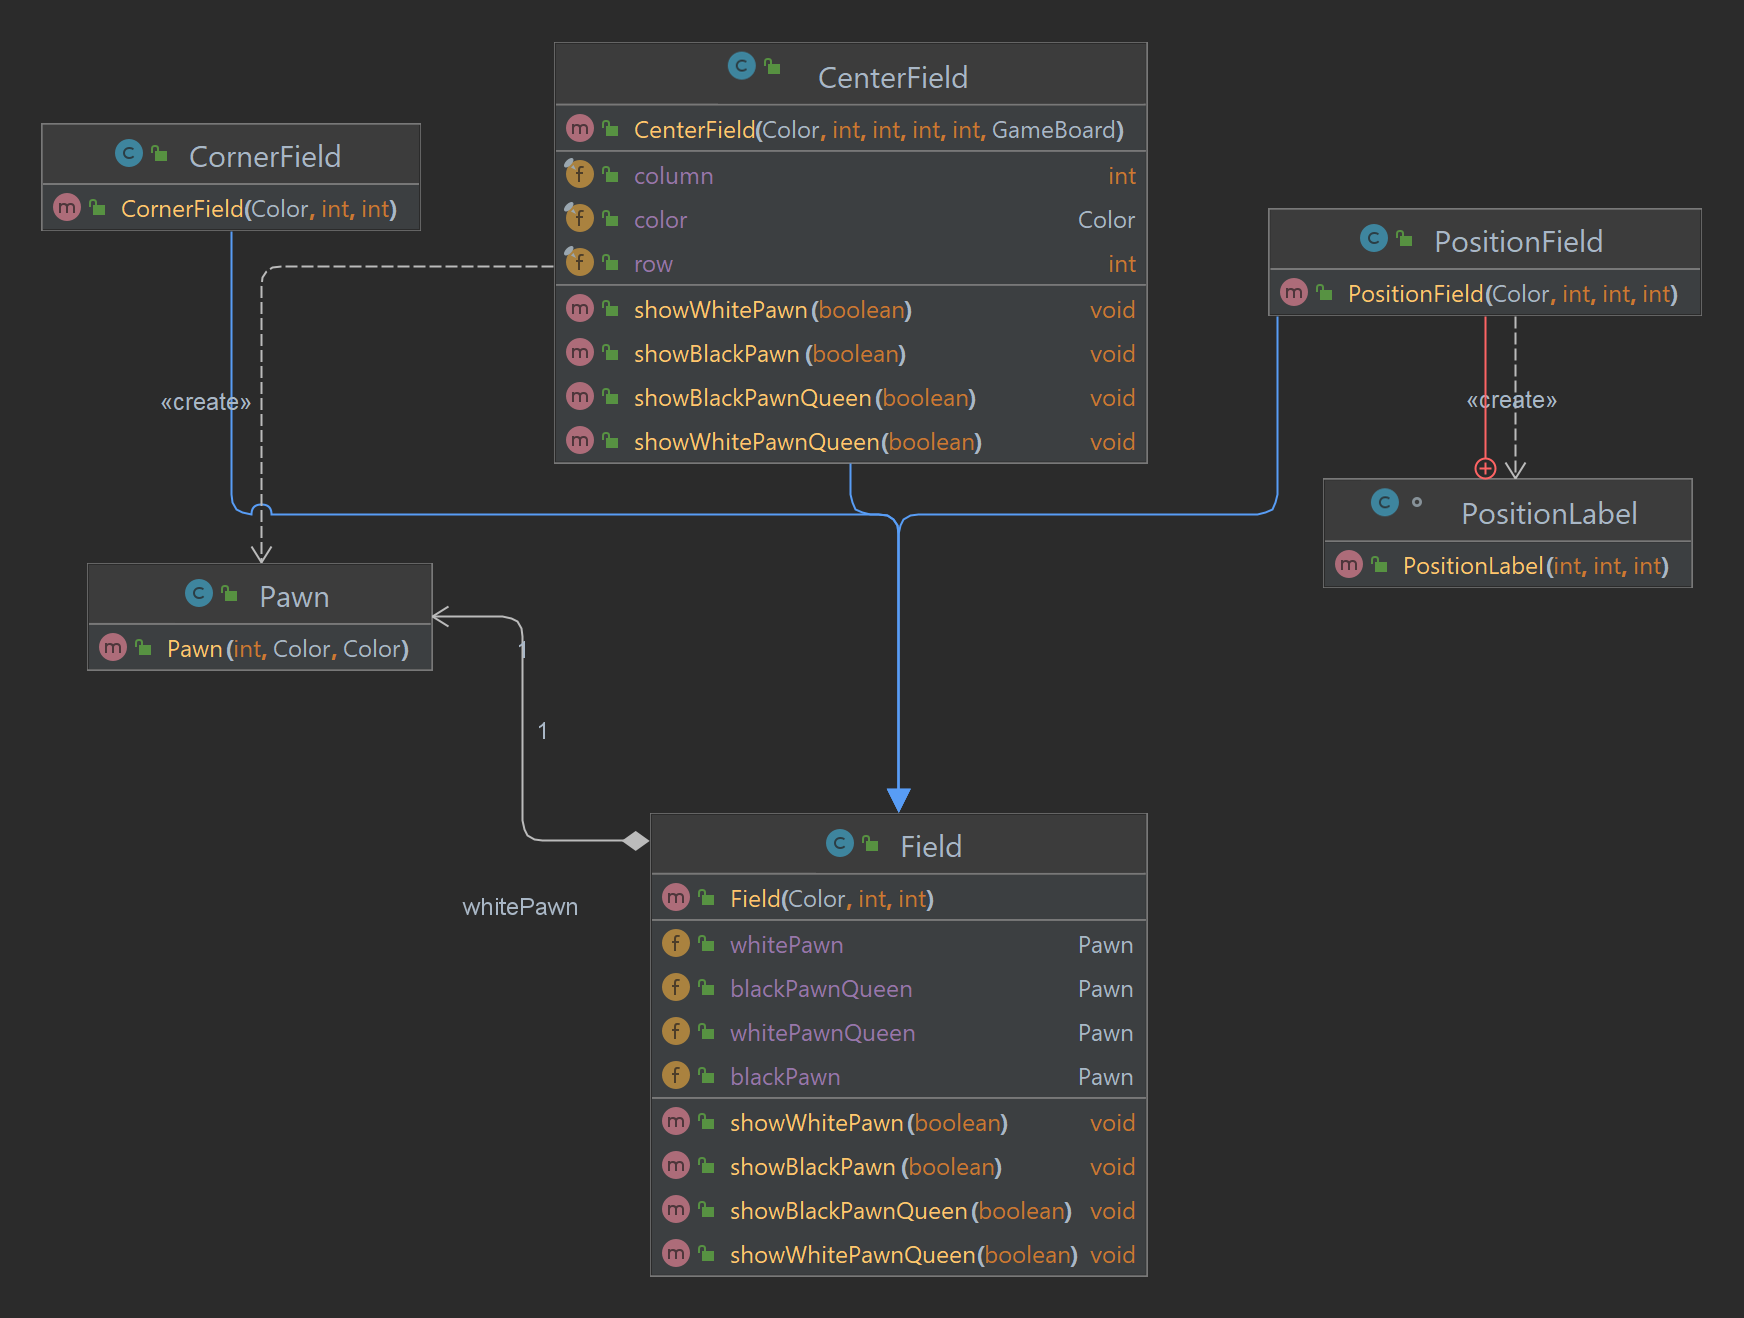 CenterField
CenterField(Color, int, int, int, int, GameBoard)
column int
color Color
row int
showWhitePawn(boolean) void
showBlackPawn(boolean) void
showBlackPawnQueen(boolean) void
showWhitePawnQueen(boolean) void
CornerField
CornerField(Color, int, int)
PositionField
PositionField(Color, int, int, int)
«create»
«create»
PositionLabel
PositionLabel(int, int, int)
Pawn
Pawn(int, Color, Color)
1
1
whitePawn
Field
Field(Color, int, int)
whitePawn Pawn
blackPawnQueen Pawn
whitePawnQueen Pawn
blackPawn Pawn
showWhitePawn(boolean) void
showBlackPawn(boolean) void
showBlackPawnQueen(boolean) void
showWhitePawnQueen(boolean) void